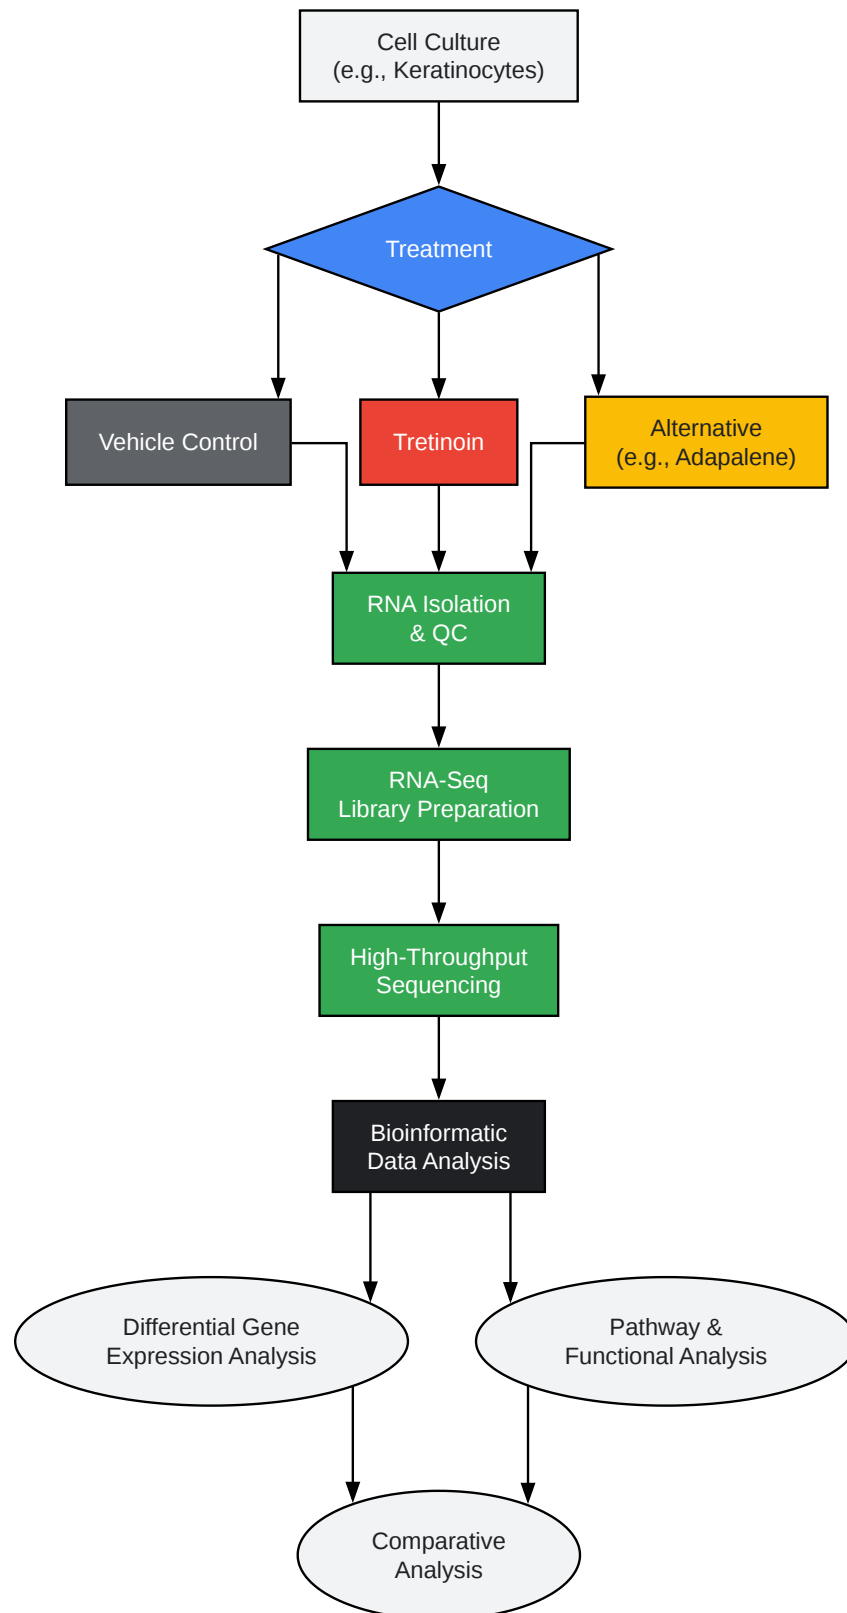 Cell Culture
(e.g., Keratinocytes)
Treatment
Vehicle Control
Tretinoin
Alternative
(e.g., Adapalene)
RNA Isolation
& QC
RNA-Seq
Library Preparation
High-Throughput
Sequencing
Bioinformatic
Data Analysis
Differential Gene
Expression Analysis
Pathway &
Functional Analysis
Comparative
Analysis